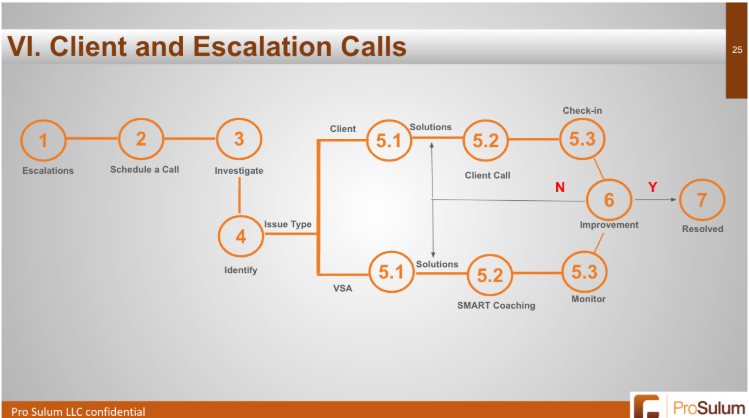 VI. Client and Escalation Calls
25
1
Escalations
2
Schedule a Call
3
Investigate
4
Identify
Issue Type
Client
5.1
Solutions
5.2
Client Call
Check-in
5.3
VSA
5.1
Solutions
5.2
SMART Coaching
5.3
Monitor
N
6
Improvement
Y
7
Resolved
Pro Sulum LLC confidential
ProSulum